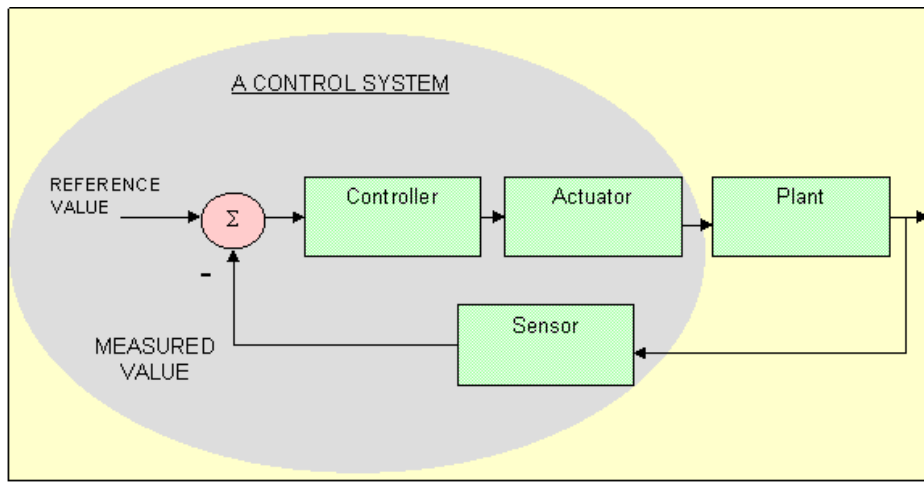 A CONTROL SYSTEM
REFERENCE
VALUE
Σ
Controller
Actuator
Plant
-
Sensor
MEASURED
VALUE